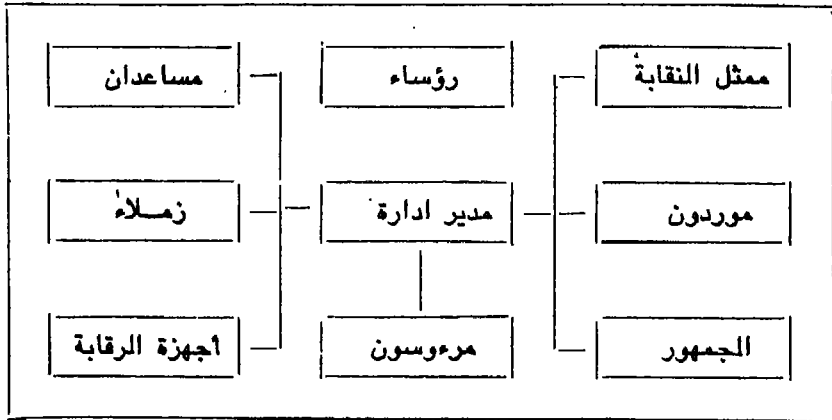 ممثل النقابة
رؤساء
مساعدان
موردون
مدير ادارة
زملاء
الجمهور
مرءوسون
أجهزة الرقابة